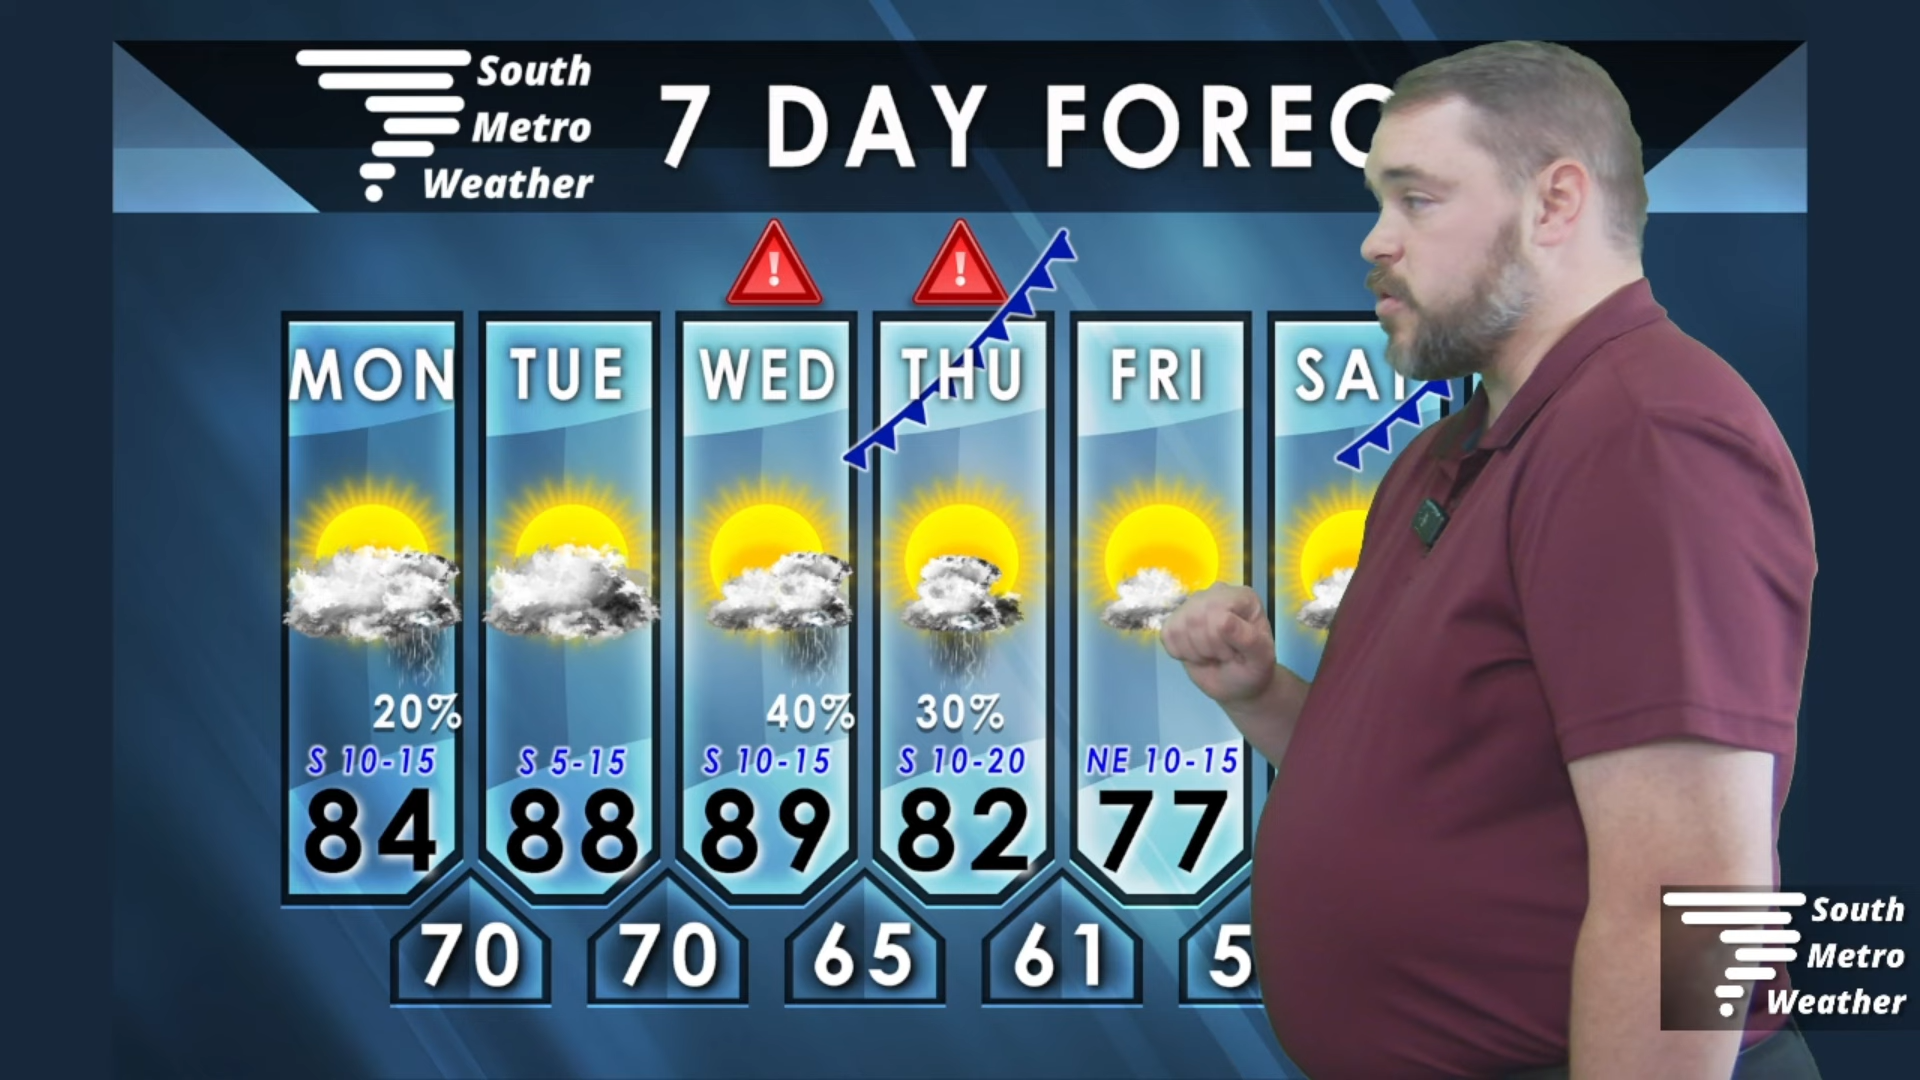 South
Metro
Weather
7 DAY FOREC
! !
MON TUE WED THU FRI SAT
20% 40% 30%
S 10-15 S 5-15 S 10-15 S 10-20 NE 10-15
84 88 89 82 77
70 70 65 61 5
South
Metro
Weather